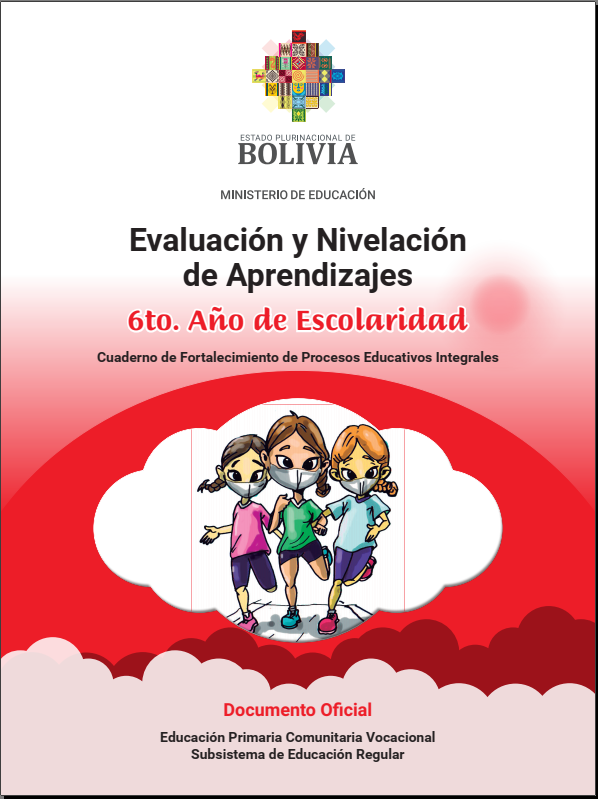 ESTADO PLURINACIONAL DE
BOLIVIA
MINISTERIO DE EDUCACIÓN
Evaluación y Nivelación
de Aprendizajes
6to. Año de Escolaridad
Cuaderno de Fortalecimiento de Procesos Educativos Integrales
Documento Oficial
Educación Primaria Comunitaria Vocacional
Subsistema de Educación Regular